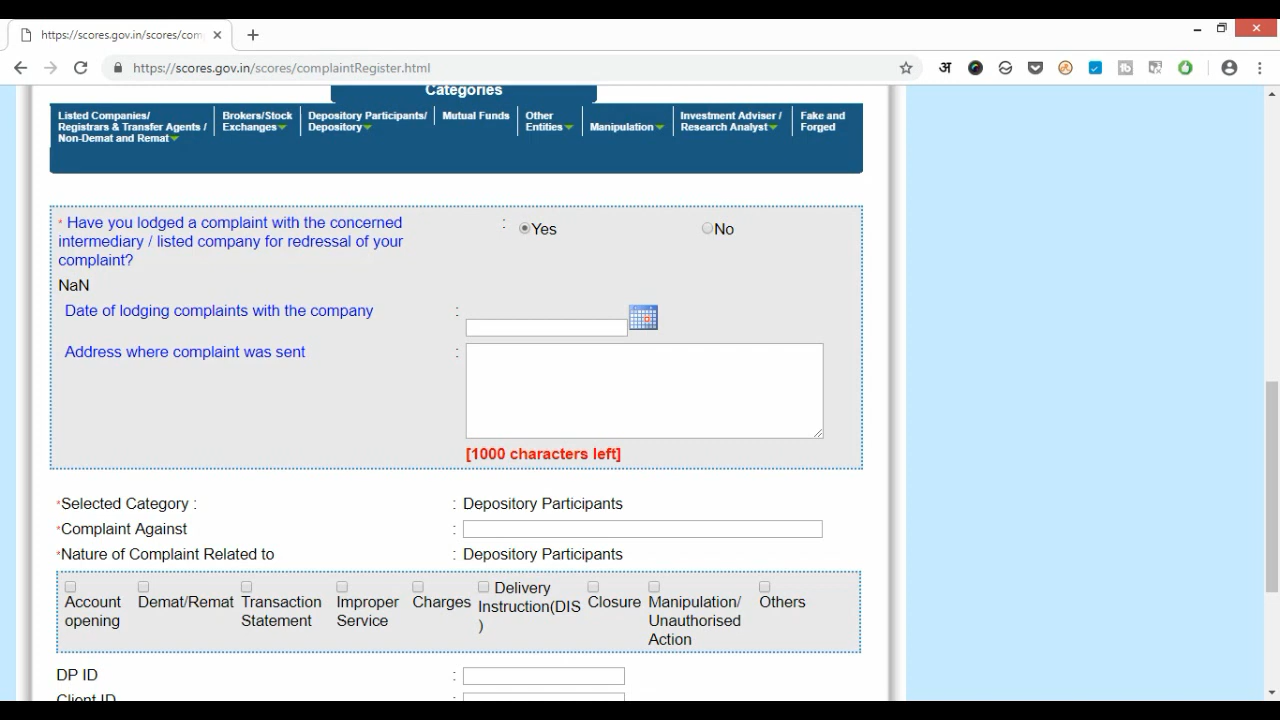 https://scores.gov.in/scores/com
https://scores.gov.in/scores/complaintRegister.html
Categories
Listed Companies/
Registrars & Transfer Agents /
Non-Demat and Remat
Brokers/Stock
Exchanges
Depository Participants/
Depository
Mutual Funds
Other
Entities
Manipulation
Investment Adviser /
Research Analyst
Fake and
Forged
* Have you lodged a complaint with the concerned
intermediary / listed company for redressal of your
complaint?
: Yes No
NaN
Date of lodging complaints with the company :
Address where complaint was sent :
[1000 characters left]
*Selected Category : : Depository Participants
*Complaint Against :
*Nature of Complaint Related to : Depository Participants
Account
opening
Demat/Remat
Transaction
Statement
Improper
Service
Charges
Delivery
Instruction(DIS
)
Closure
Manipulation/
Unauthorised
Action
Others
DP ID :
Client ID :